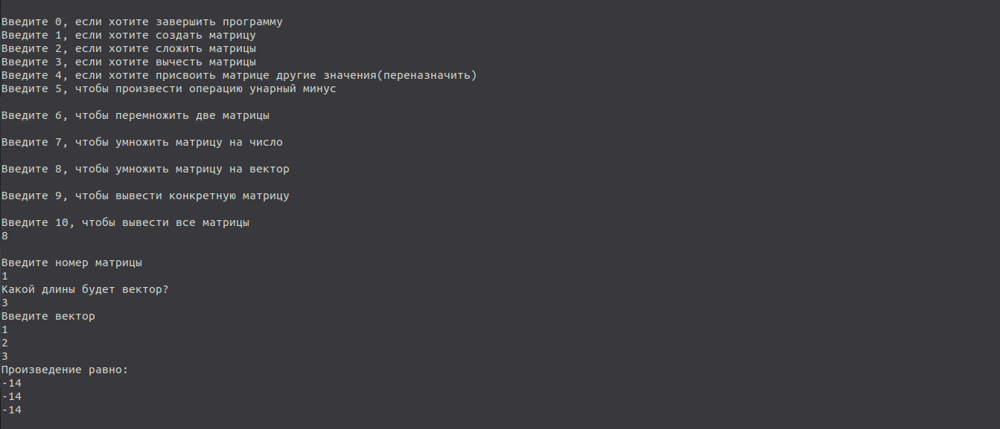 Введите 0, если хотите завершить программу
Введите 1, если хотите создать матрицу
Введите 2, если хотите сложить матрицы
Введите 3, если хотите вычесть матрицы
Введите 4, если хотите присвоить матрице другие значения(переназначить)
Введите 5, чтобы произвести операцию унарный минус
Введите 6, чтобы перемножить две матрицы
Введите 7, чтобы умножить матрицу на число
Введите 8, чтобы умножить матрицу на вектор
Введите 9, чтобы вывести конкретную матрицу
Введите 10, чтобы вывести все матрицы
8
Введите номер матрицы
1
Какой длины будет вектор?
3
Введите вектор
1
2
3
Произведение равно:
-14
-14
-14